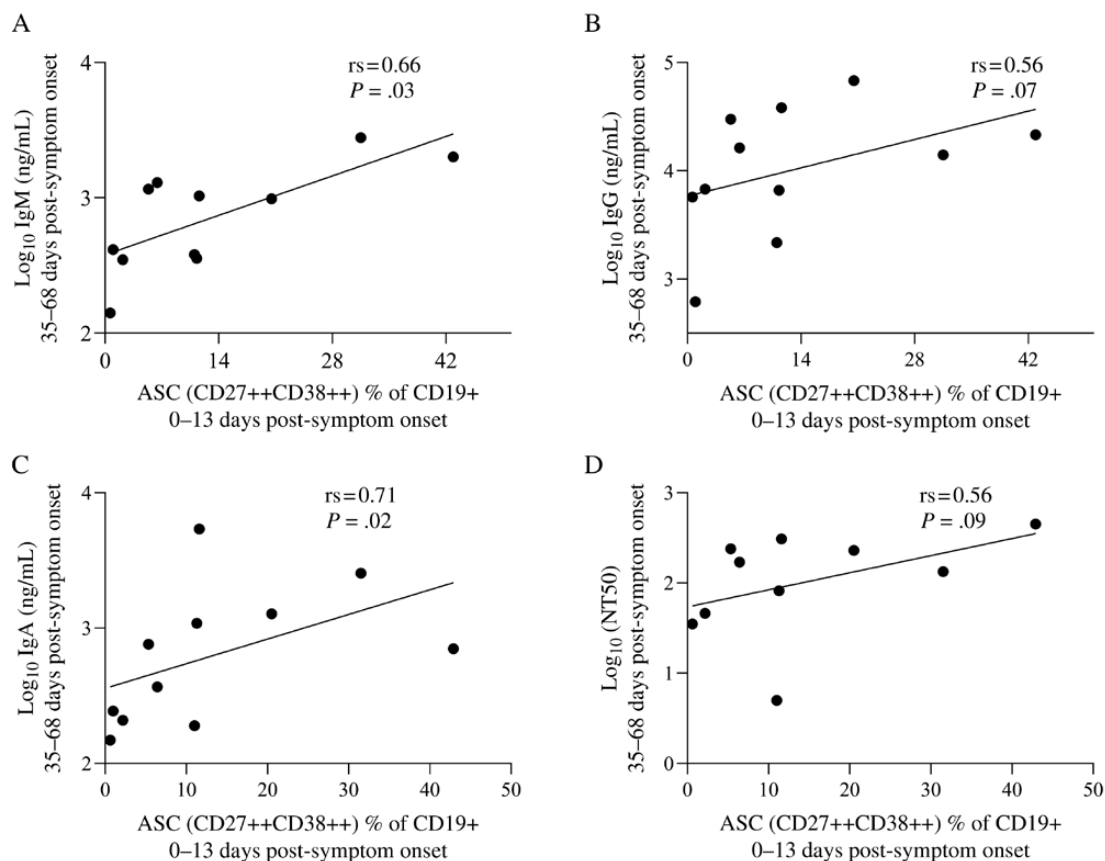 A
Log10 IgM (ng/mL)
35–68 days post-symptom onset
4
3
2
rs=0.66
P = .03
0 14 28 42
ASC (CD27++CD38++) % of CD19+
0–13 days post-symptom onset
B
Log10 IgG (ng/mL)
35–68 days post-symptom onset
5
4
3
rs=0.56
P = .07
0 14 28 42
ASC (CD27++CD38++) % of CD19+
0–13 days post-symptom onset
C
Log10 IgA (ng/mL)
35–68 days post-symptom onset
4
3
2
rs=0.71
P = .02
0 10 20 30 40 50
ASC (CD27++CD38++) % of CD19+
0–13 days post-symptom onset
D
Log10 (NT50)
35–68 days post-symptom onset
3
2
1
0
rs=0.56
P = .09
0 10 20 30 40 50
ASC (CD27++CD38++) % of CD19+
0–13 days post-symptom onset